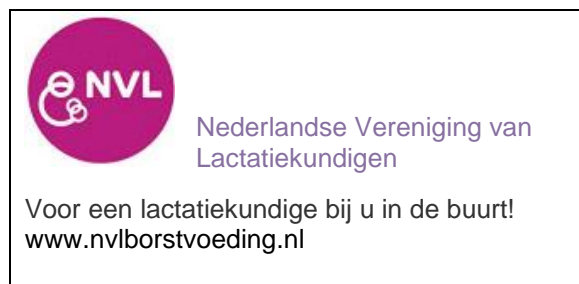 NVL
Nederlandse Vereniging van
Lactatiekundigen
Voor een lactatiekundige bij u in de buurt!
www.nvlborstvoeding.nl